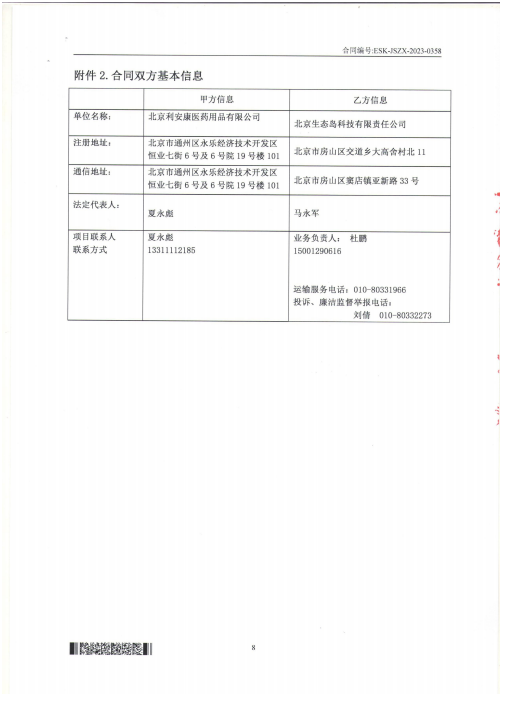 合同编号:ESK-JSZX-2023-0358
附件 2.合同双方基本信息
甲方信息
乙方信息
单位名称：
北京利安康医药用品有限公司
北京生态岛科技有限责任公司
注册地址：
北京市通州区永乐经济技术开发区
恒业七街 6 号及 6 号院 19 号楼 101
北京市房山区交道乡大高舍村北 11
通信地址：
北京市通州区永乐经济技术开发区
恒业七街 6 号及 6 号院 19 号楼 101
北京市房山区窦店镇亚新路 33 号
法定代表人：
夏永彪
马永军
项目联系人
联系方式
夏永彪
13311112185
业务负责人： 杜鹏
15001290616
运输服务电话：010-80331966
投诉、廉洁监督举报电话：
刘倩 010-80332273
8